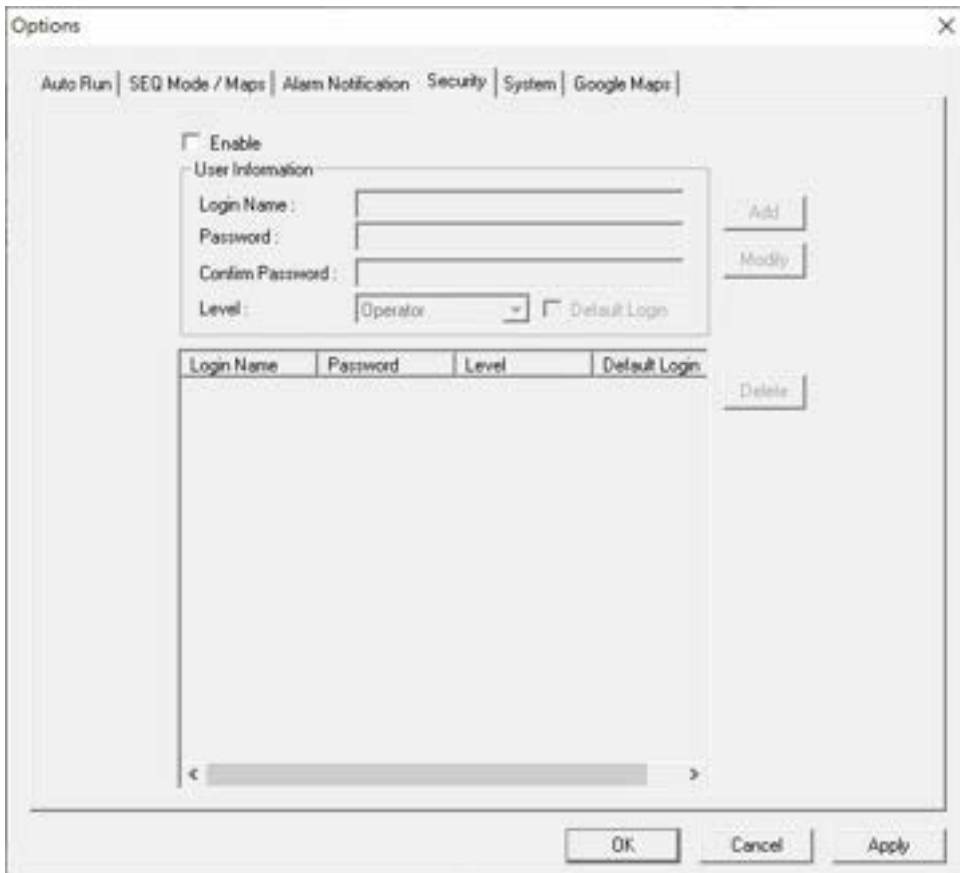 Options
Auto Run SEQ Mode / Maps Alarm Notification Security System Google Maps
Enable
User Information
Login Name :
Add
Password :
Modify
Confirm Password :
Level : Operator Default Login
Login Name Password Level Default Login
Delete
OK Cancel Apply